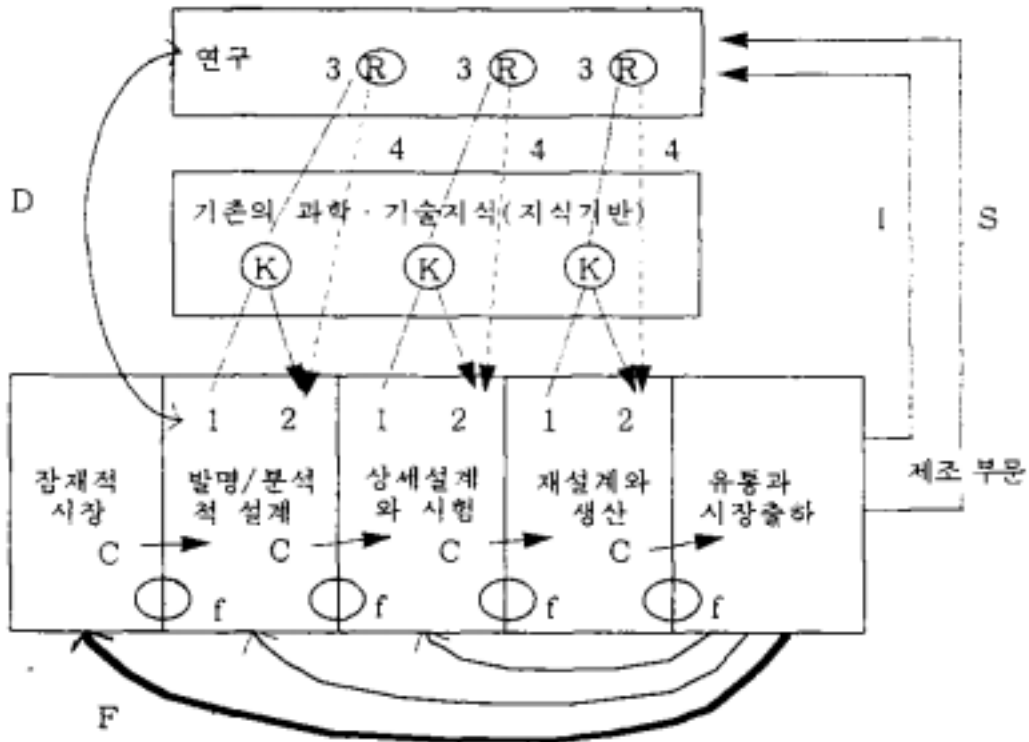 연구
3 R 3 R 3 R
4 4 4
D
기존의 과학·기술지식(지식기반)
I S
K K K
1 2 1 2 1 2
잠재적
시장
발명/분석
적 설계
상세설계
와 시험
재설계와
생산
유통과
시장출하
제조 부문
C C C C
f f f f
F